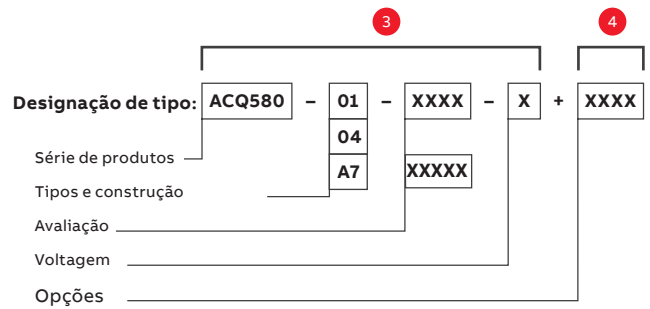 3 4
Designação de tipo: ACQ580 – 01 – XXXX – X + XXXX
04
Série de produtos
A7 XXXXX
Tipos e construção
Avaliação
Voltagem
Opções